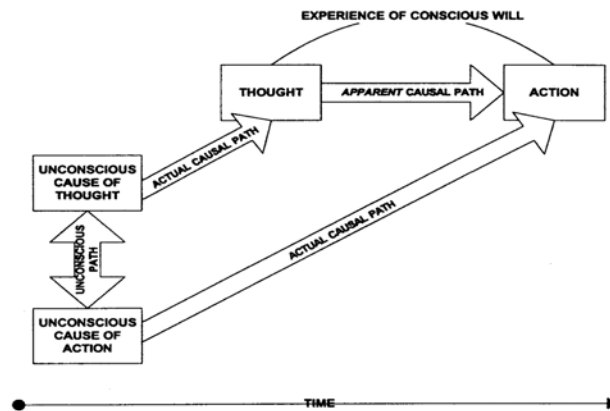 EXPERIENCE OF CONSCIOUS WILL
THOUGHT
APPARENT CAUSAL PATH
ACTION
ACTUAL CAUSAL PATH
UNCONSCIOUS
CAUSE OF
THOUGHT
UNCONSCIOUS
PATH
ACTUAL CAUSAL PATH
UNCONSCIOUS
CAUSE OF
ACTION
TIME